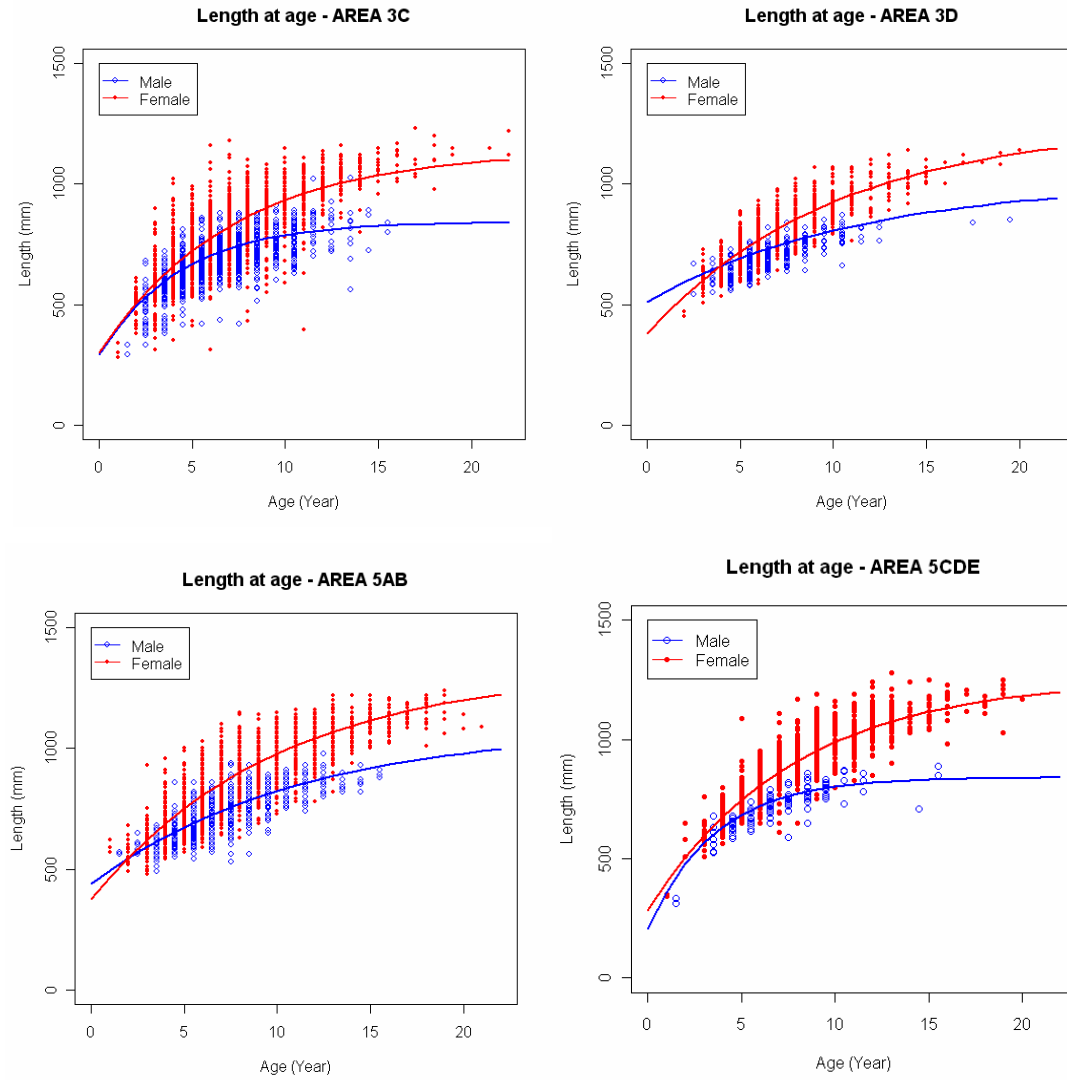 Length at age - AREA 3C
Length (mm)
1500
1000
500
0
Male
Female
0 5 10 15 20
Age (Year)
Length at age - AREA 3D
Length (mm)
1500
1000
500
0
Male
Female
0 5 10 15 20
Age (Year)
Length at age - AREA 5AB
Length (mm)
1500
1000
500
0
Male
Female
0 5 10 15 20
Age (Year)
Length at age - AREA 5CDE
Length (mm)
1500
1000
500
0
Male
Female
0 5 10 15 20
Age (Year)